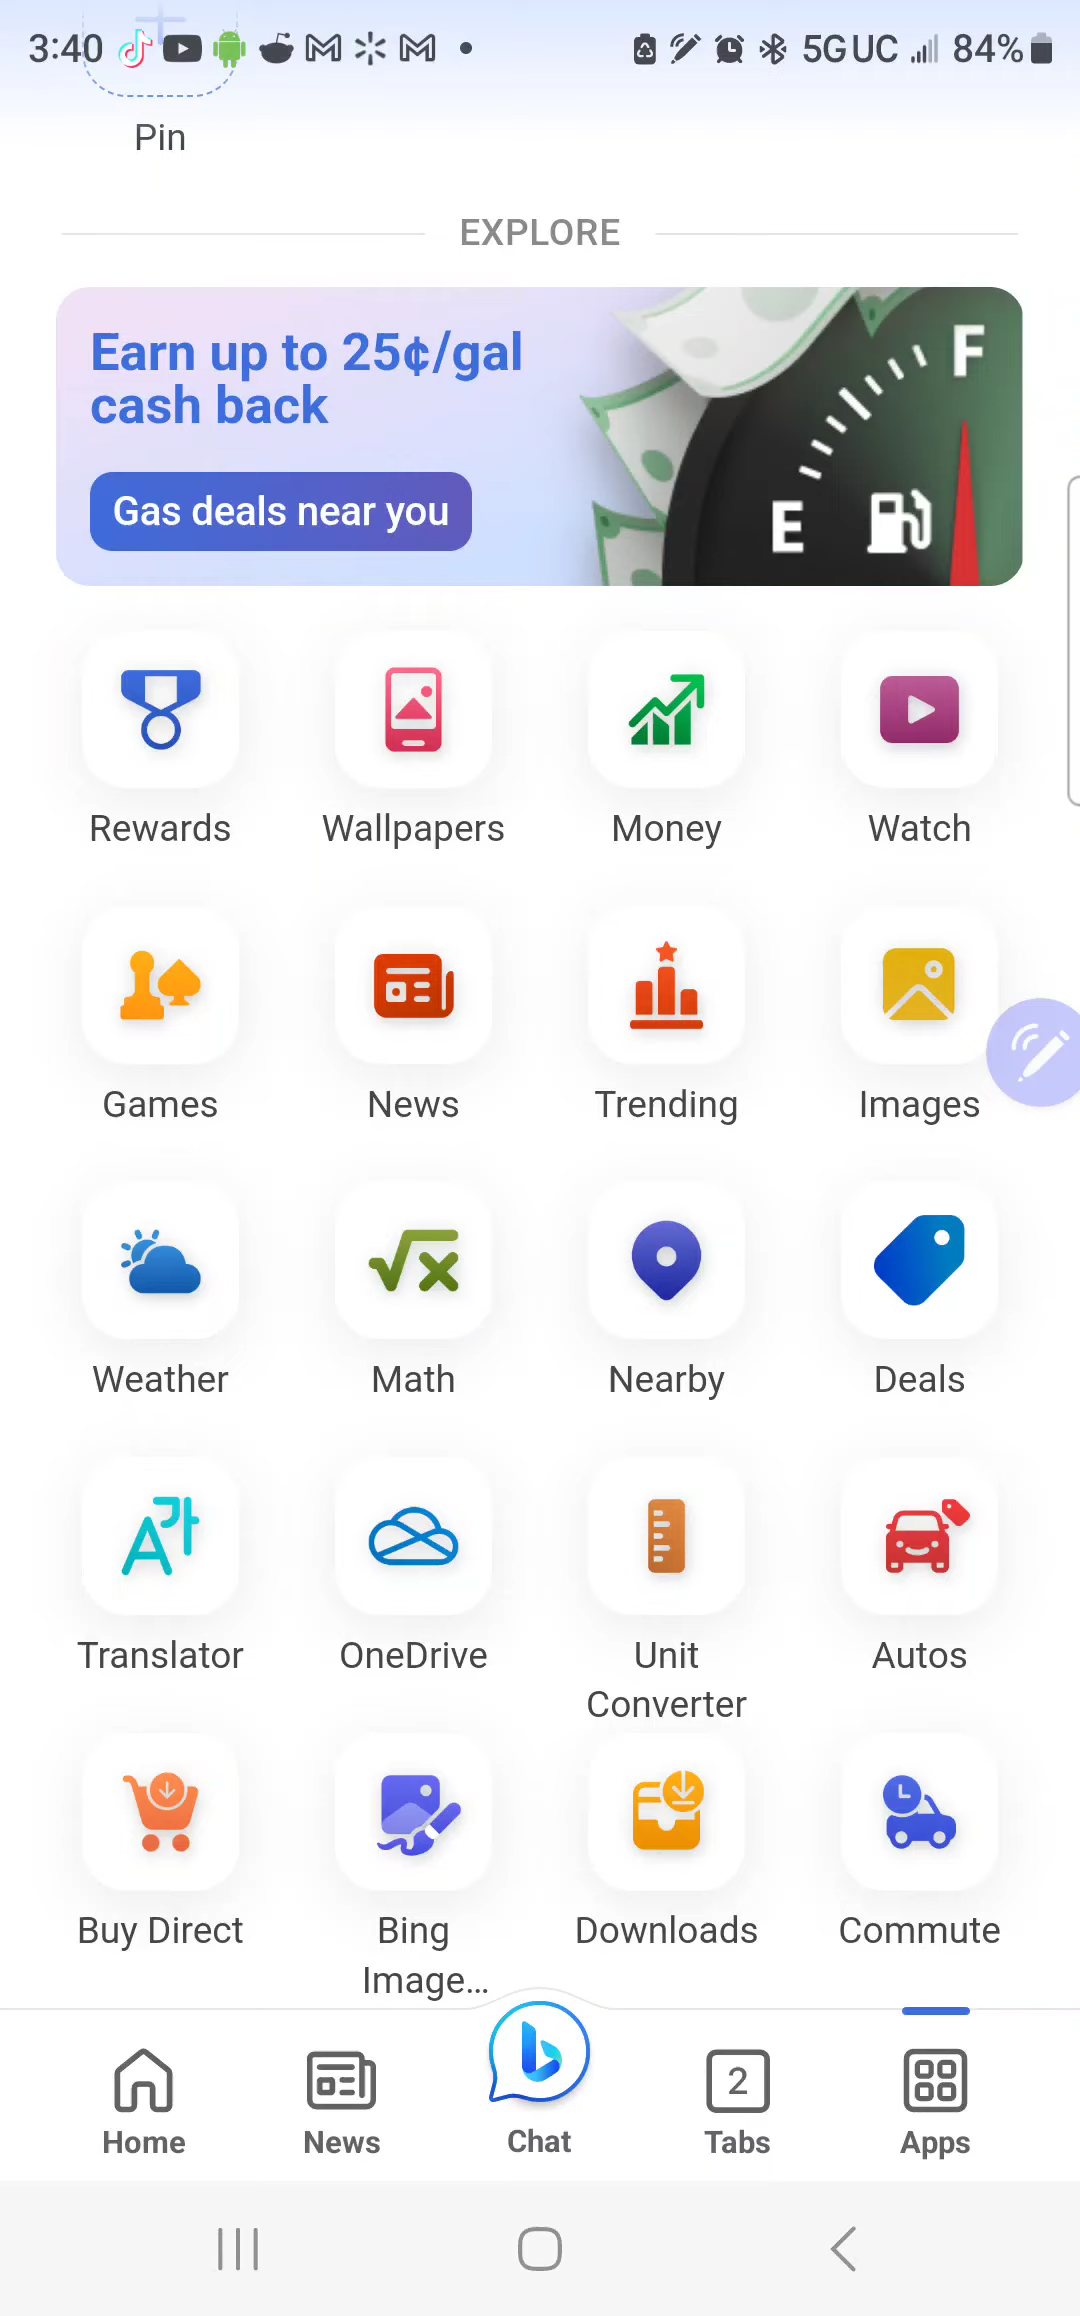 3:40 5G UC 84%
Pin
EXPLORE
Earn up to 25¢/gal
cash back
Gas deals near you
F
E
Rewards Wallpapers Money Watch
Games News Trending Images
Weather Math Nearby Deals
Translator OneDrive Unit Autos
Converter
Buy Direct Bing Downloads Commute
Image...
2
Home News Chat Tabs Apps